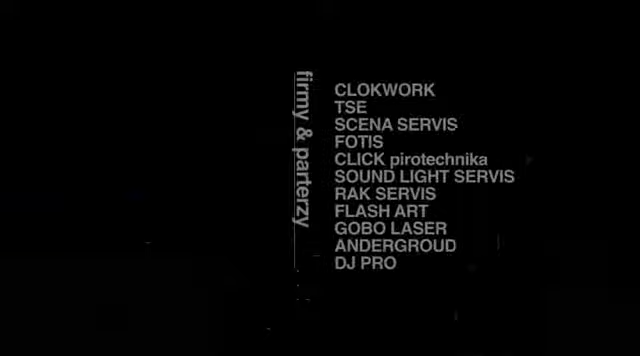 firmy & parterzy
CLOKWORK
TSE
SCENA SERVIS
FOTIS
CLICK pirotechnika
SOUND LIGHT SERVIS
RAK SERVIS
FLASH ART
GOBO LASER
ANDERGROUD
DJ PRO